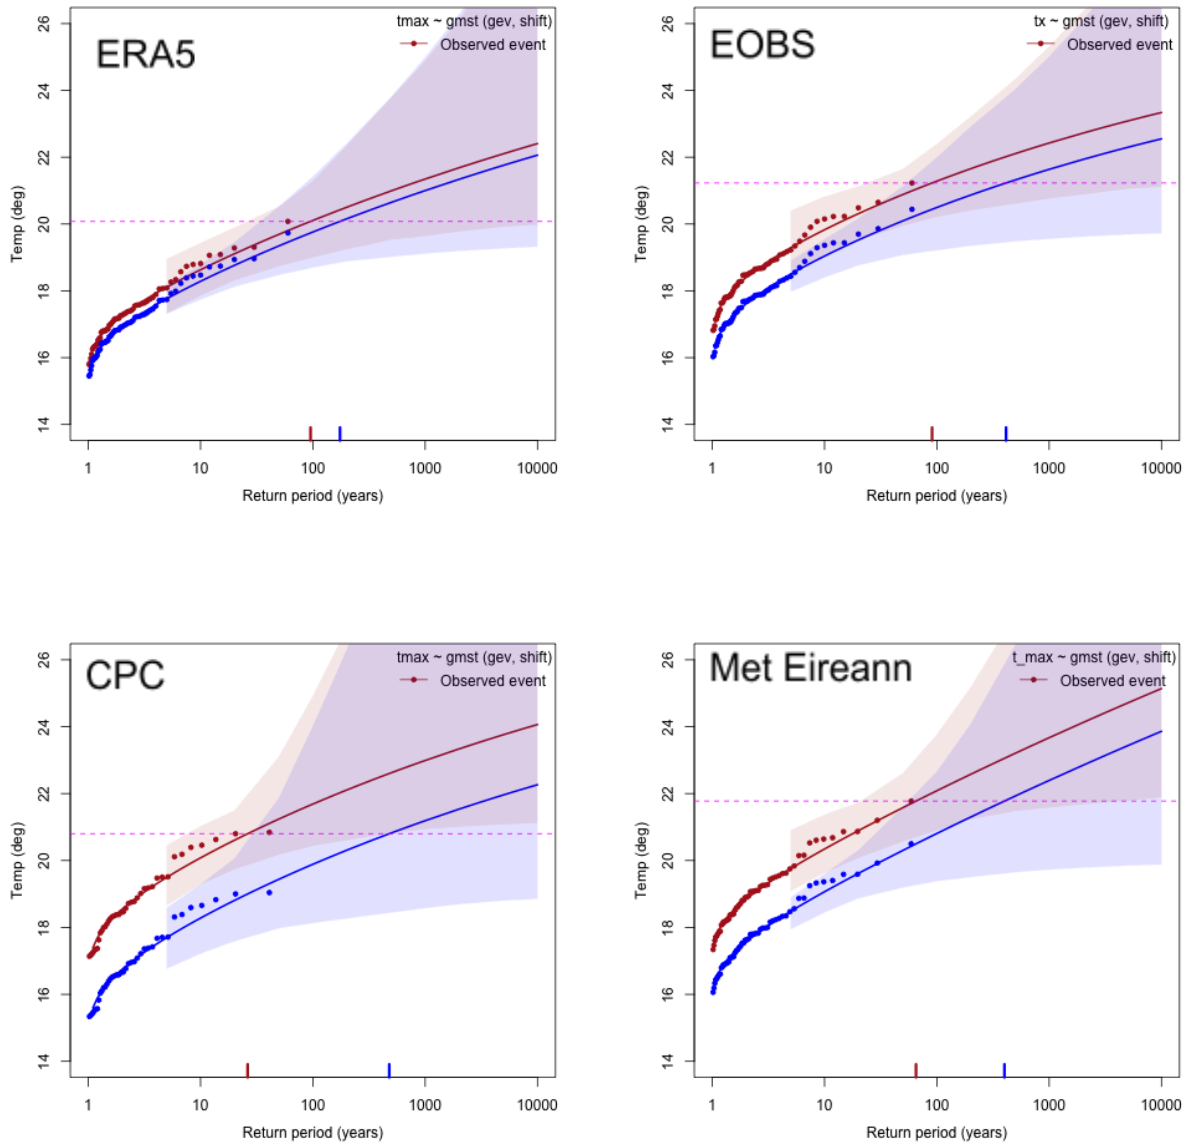 ERA5
tmax ~ gmst (gev, shift)
Observed event
Temp (deg)
26
24
22
20
18
16
14
1 10 100 1000 10000
Return period (years)
EOBS
tx ~ gmst (gev, shift)
Observed event
Temp (deg)
26
24
22
20
18
16
14
1 10 100 1000 10000
Return period (years)
CPC
tmax ~ gmst (gev, shift)
Observed event
Temp (deg)
26
24
22
20
18
16
14
1 10 100 1000 10000
Return period (years)
Met Eireann
t_max ~ gmst (gev, shift)
Observed event
Temp (deg)
26
24
22
20
18
16
14
1 10 100 1000 10000
Return period (years)